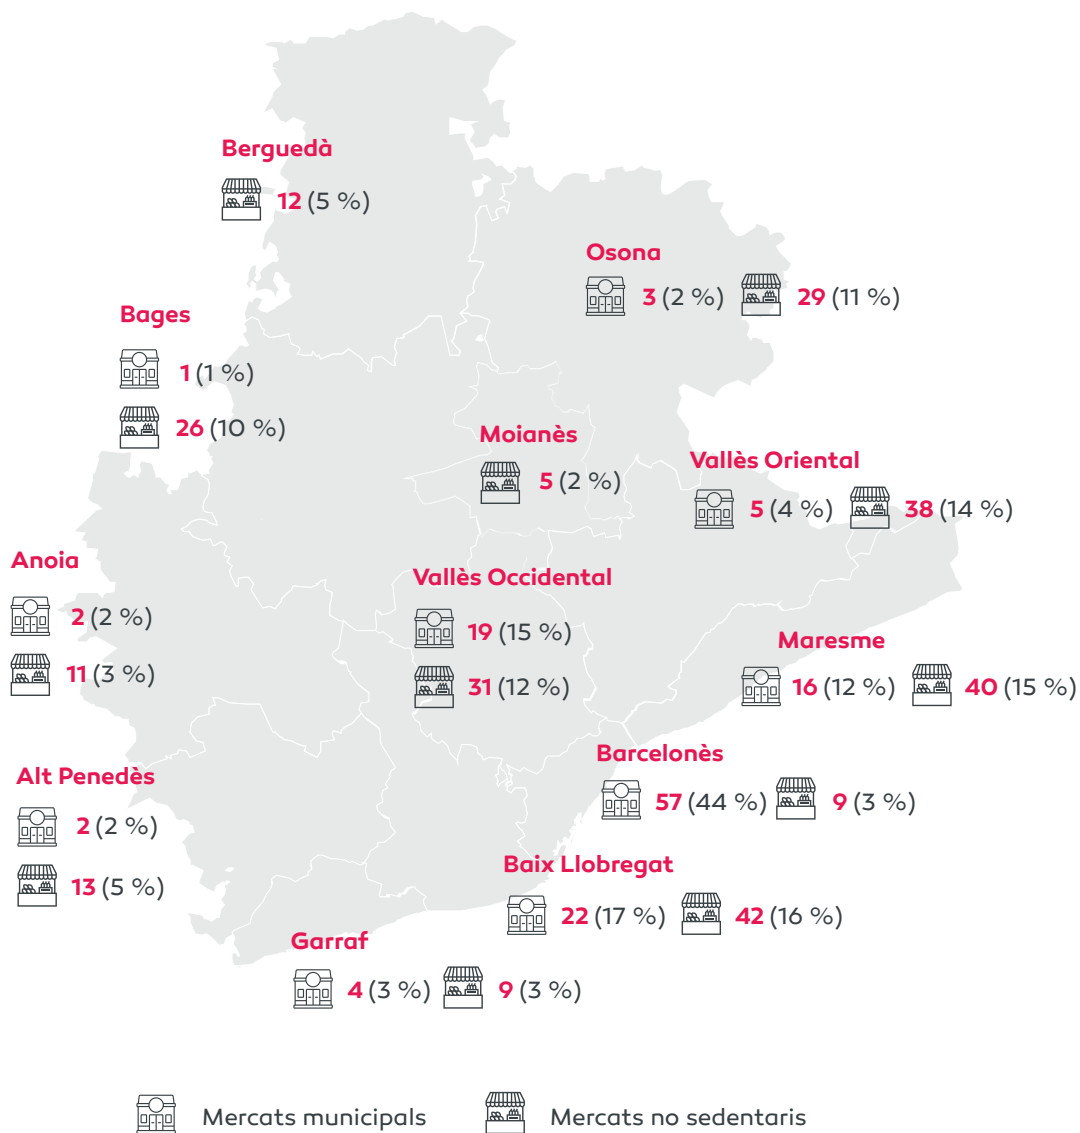 Berguedà
12 (5 %)
Osona
3 (2 %) 29 (11 %)
Bages
1 (1 %)
26 (10 %)
Moianès
5 (2 %)
Vallès Oriental
5 (4 %) 38 (14 %)
Anoia
2 (2 %)
11 (3 %)
Vallès Occidental
19 (15 %)
31 (12 %)
Maresme
16 (12 %) 40 (15 %)
Barcelonès
57 (44 %) 9 (3 %)
Alt Penedès
2 (2 %)
13 (5 %)
Baix Llobregat
22 (17 %) 42 (16 %)
Garraf
4 (3 %) 9 (3 %)
Mercats municipals Mercats no sedentaris